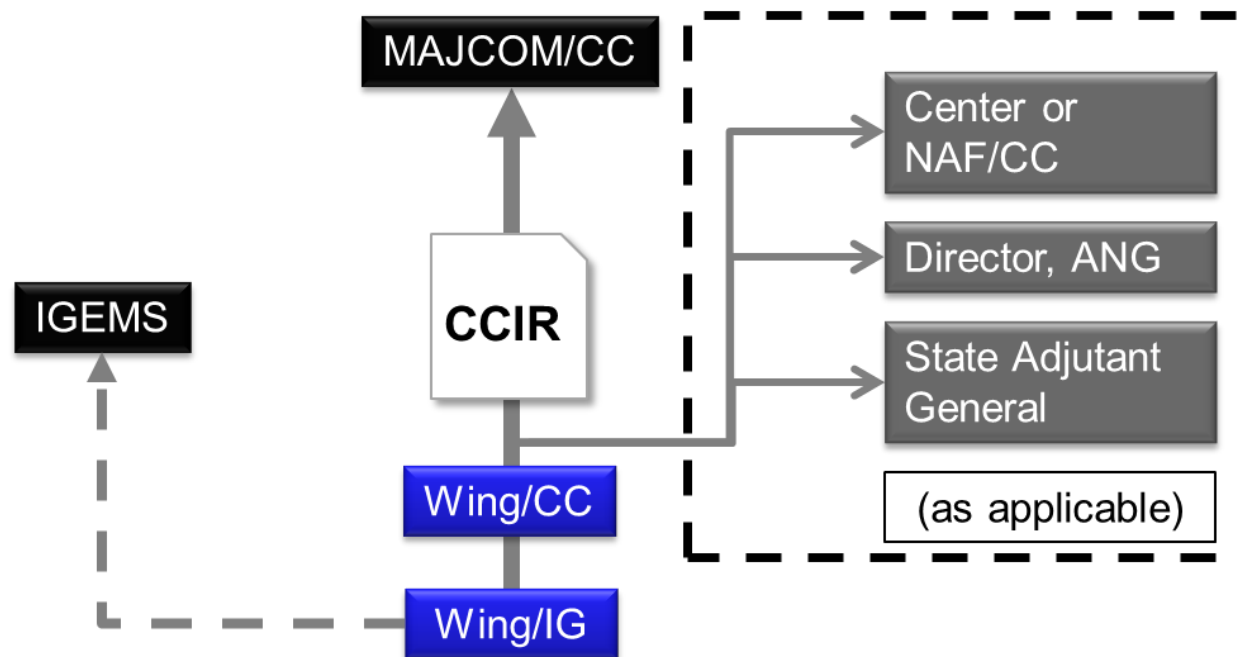 MAJCOM/CC
Center or
NAF/CC
Director, ANG
IGEMS
CCIR
State Adjutant
General
Wing/CC
(as applicable)
Wing/IG